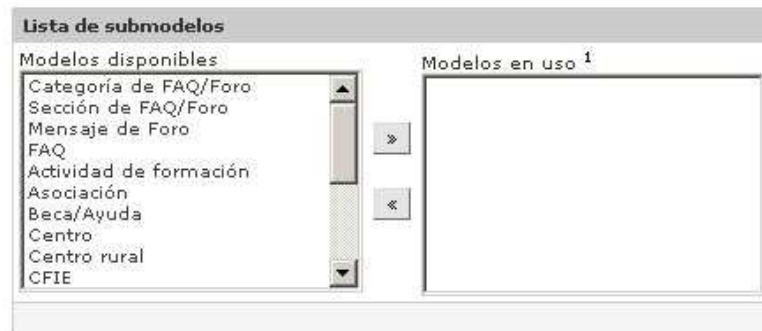 Lista de submodelos
Modelos disponibles
Modelos en uso 1
Categoría de FAQ/Foro
Sección de FAQ/Foro
Mensaje de Foro
FAQ
Actividad de formación
Asociación
Beca/Ayuda
Centro
Centro rural
CFIE
»
«